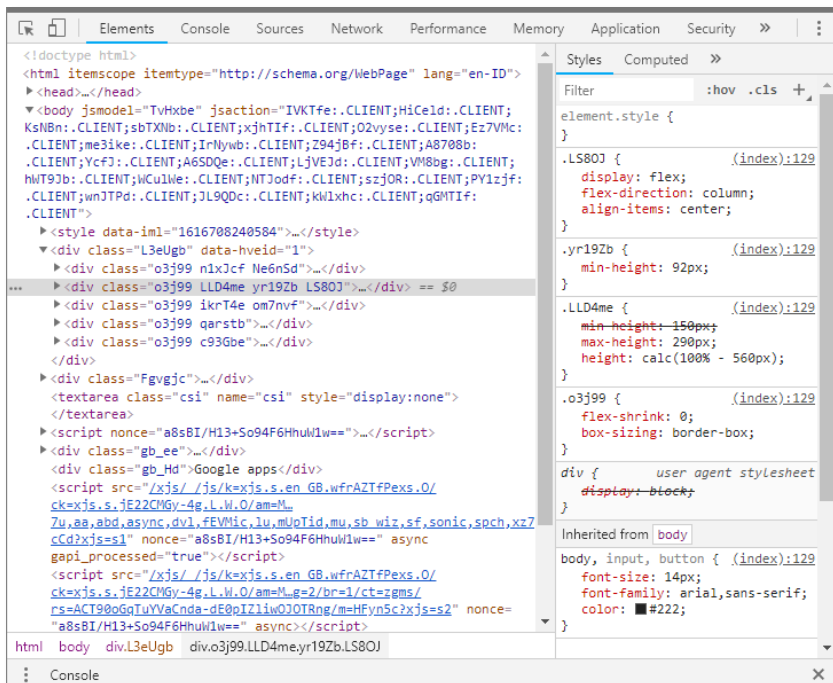 Elements Console Sources Network Performance Memory Application Security »
<!doctype html>
<html itemscope itemtype="http://schema.org/WebPage" lang="en-ID">
<head>…</head>
<body jsmodel="TvHxbe" jsaction="IVKTfe:.CLIENT;HiCeld:.CLIENT;
KsNBn:.CLIENT;sbTXNb:.CLIENT;xjhTIf:.CLIENT;O2vyse:.CLIENT;Ez7VMc:
.CLIENT;me3ike:.CLIENT;IrNywb:.CLIENT;Z94jBf:.CLIENT;A8708b:
.CLIENT;YcfJ:.CLIENT;A6SDQe:.CLIENT;LjVEJd:.CLIENT;VM8bg:.CLIENT;
hWT9Jb:.CLIENT;WCulWe:.CLIENT;NTJodf:.CLIENT;szjOR:.CLIENT;PY1zjf:
.CLIENT;wnJTPd:.CLIENT;JL9QDc:.CLIENT;kWlxhc:.CLIENT;qGMTIf:
.CLIENT">
<style data-iml="1616708240584">…</style>
<div class="L3eUgb" data-hveid="1">
<div class="o3j99 n1xJcf Ne6nSd">…</div>
<div class="o3j99 LLD4me yr19Zb LS8OJ">…</div> == $0
<div class="o3j99 ikrT4e om7nvf">…</div>
<div class="o3j99 qarstb">…</div>
<div class="o3j99 c93Gbe">…</div>
</div>
<div class="Fgvgjc">…</div>
<textarea class="csi" name="csi" style="display:none">
</textarea>
<script nonce="a8sBI/H13+So94F6HhuW1w==">…</script>
<div class="gb_ee">…</div>
<div class="gb_Hd">Google apps</div>
<script src="/xjs/_/js/k=xjs.s.en_GB.wfrAZTfPexs.O/
ck=xjs.s.jE22CMGy-4g.L.W.O/am=M…
7u,aa,abd,async,dvl,fEVMic,lu,mUpTid,mu,sb_wiz,sf,sonic,spch,xz7
cCd?xjs=s1" nonce="a8sBI/H13+So94F6HhuW1w==" async
gapi_processed="true"></script>
<script src="/xjs/_/js/k=xjs.s.en_GB.wfrAZTfPexs.O/
ck=xjs.s.jE22CMGy-4g.L.W.O/am=M…g=2/br=1/ct=zgms/
rs=ACT90oGqTuYVaCnda-dE0pIZliwOJOTRng/m=HFyn5c?xjs=s2" nonce=
"a8sBI/H13+So94F6HhuW1w==" async></script>
html body div.L3eUgb div.o3j99.LLD4me.yr19Zb.LS8OJ
Console
Styles Computed »
Filter :hov .cls +
element.style {
}
.LS8OJ { (index):129
display: flex;
flex-direction: column;
align-items: center;
}
.yr19Zb { (index):129
min-height: 92px;
}
.LLD4me { (index):129
min-height: 150px;
max-height: 290px;
height: calc(100% - 560px);
}
.o3j99 { (index):129
flex-shrink: 0;
box-sizing: border-box;
}
div { user agent stylesheet
display: block;
}
Inherited from body
body, input, button { (index):129
font-size: 14px;
font-family: arial,sans-serif;
color: #222;
}